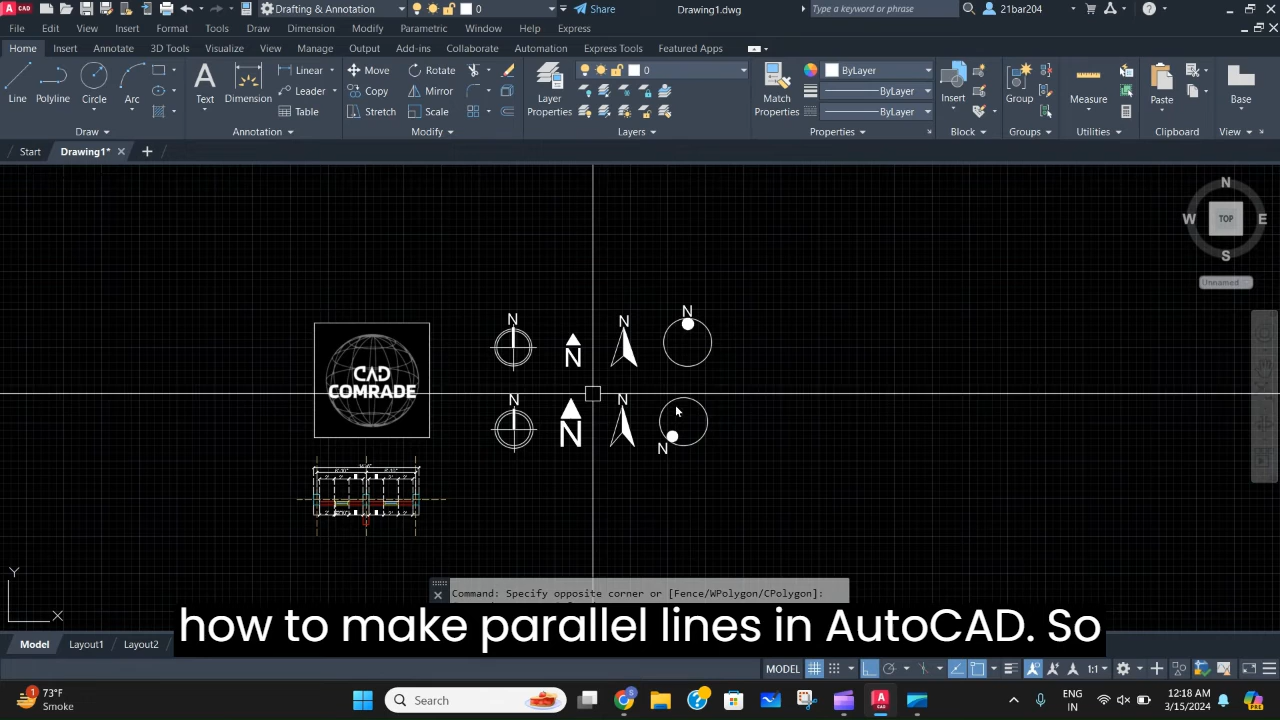 Drafting & Annotation
0
Share
Drawing1.dwg
Type a keyword or phrase
21bar204
File Edit View Insert Format Tools Draw Dimension Modify Parametric Window Help Express
Home Insert Annotate 3D Tools Visualize View Manage Output Add-ins Collaborate Automation Express Tools Featured Apps
Line Polyline Circle Arc
Text Dimension
Linear
Leader
Table
Move Rotate
Copy Mirror
Stretch Scale
Layer Properties
0
Match Properties
ByLayer
ByLayer
ByLayer
Insert
Group
Measure
Paste
Base
Draw Annotation Modify Layers Properties Block Groups Utilities Clipboard View
Start Drawing1*
N
W TOP E
S
Unnamed
N N N N
CAD
COMRADE
N N N N
Y
X
Command: Specify opposite corner or [Fence/WPolygon/CPolygon]:
how to make parallel lines in AutoCAD. So
Model Layout1 Layout2
MODEL
1:1
1
73°F
Smoke
Search
ENG
IN
12:18 AM
3/15/2024